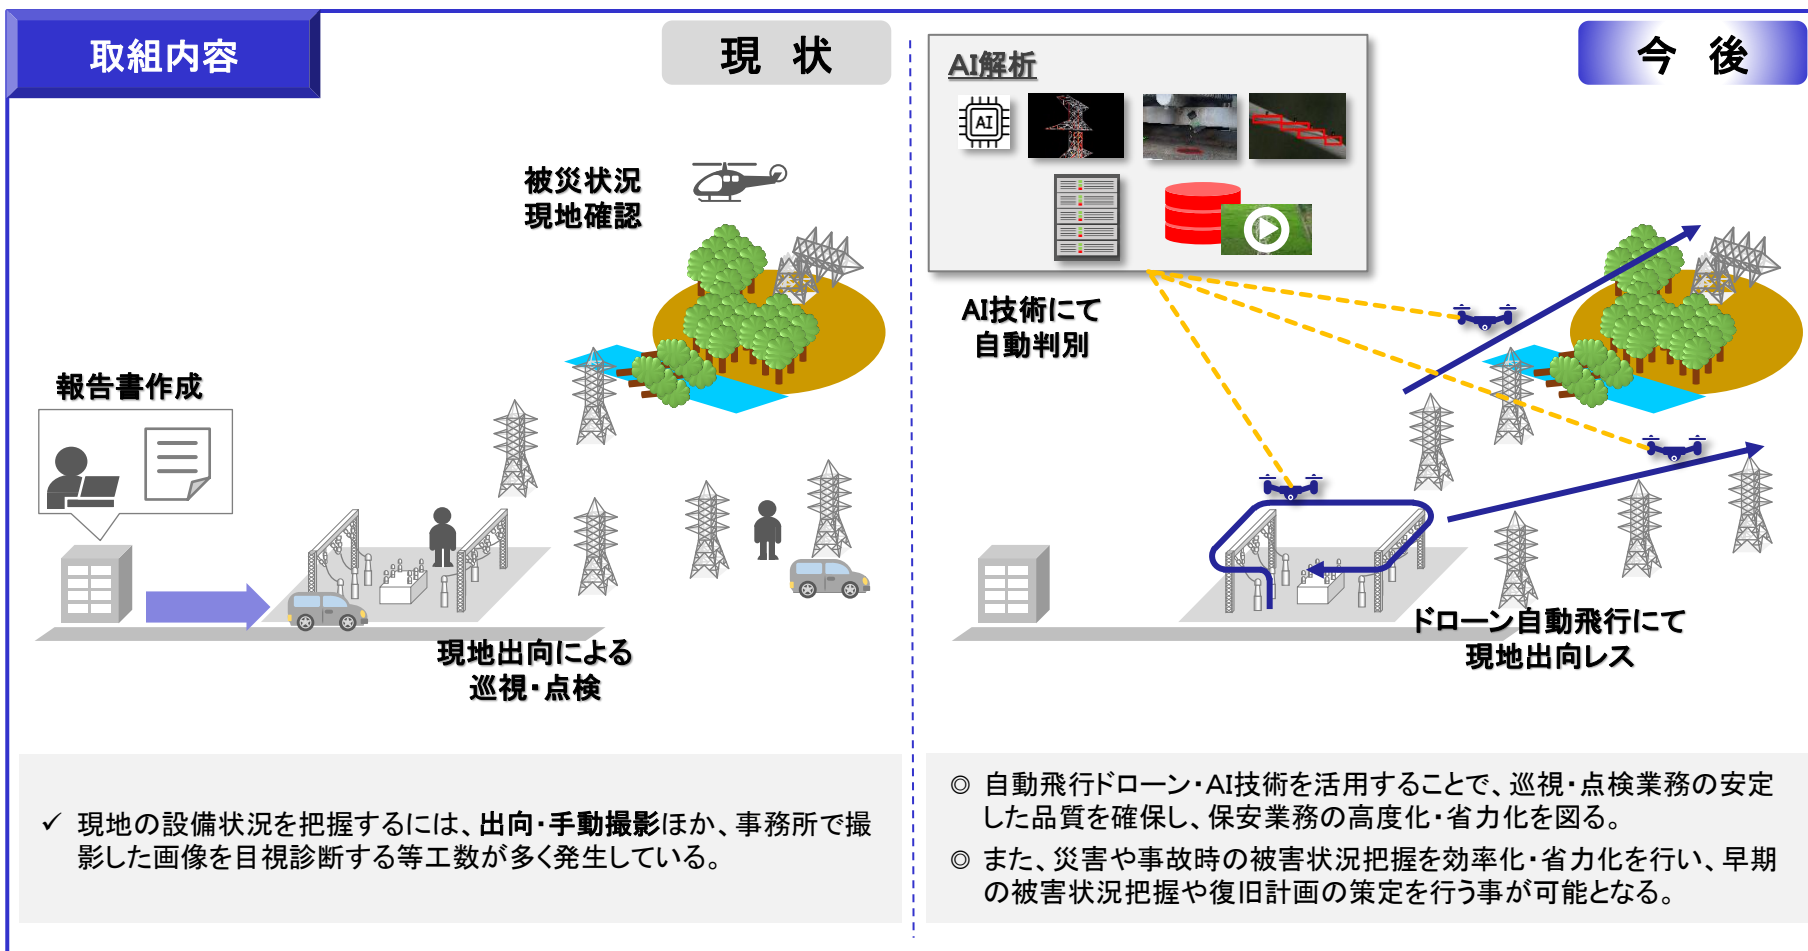 取組内容
現 状
被災状況
現地確認
報告書作成
現地出向による
巡視・点検
✓ 現地の設備状況を把握するには、出向・手動撮影ほか、事務所で撮
影した画像を目視診断する等工数が多く発生している。
今 後
AI解析
AI
AI技術にて
自動判別
ドローン自動飛行にて
現地出向レス
◎ 自動飛行ドローン・AI技術を活用することで、巡視・点検業務の安定
した品質を確保し、保安業務の高度化・省力化を図る。
◎ また、災害や事故時の被害状況把握を効率化・省力化を行い、早期
の被害状況把握や復旧計画の策定を行う事が可能となる。